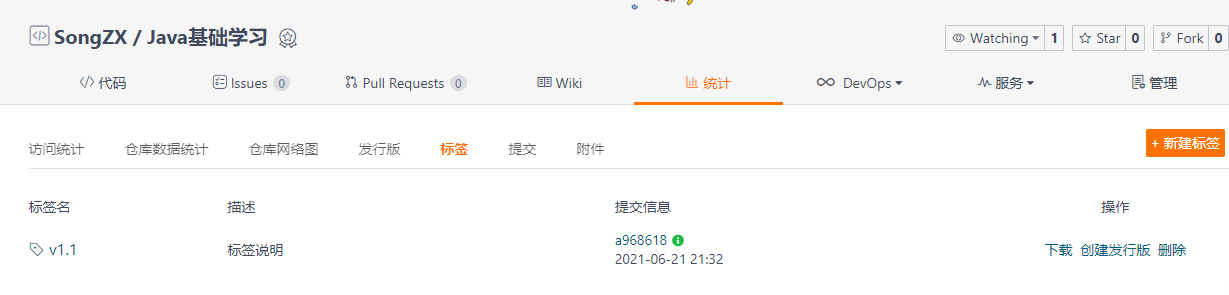 SongZX / Java基础学习
Watching 1 Star 0 Fork 0
代码 Issues 0 Pull Requests 0 Wiki 统计 DevOps 服务 管理
访问统计 仓库数据统计 仓库网络图 发行版 标签 提交 附件 + 新建标签
标签名 描述 提交信息 操作
v1.1 标签说明 a968618 下载 创建发行版 删除
2021-06-21 21:32